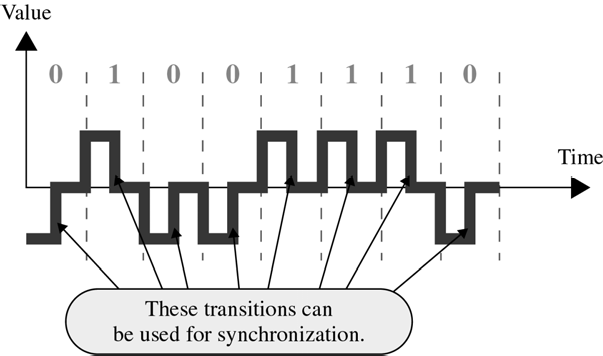 Value
0 1 0 0 1 1 1 0
Time
These transitions can
be used for synchronization.